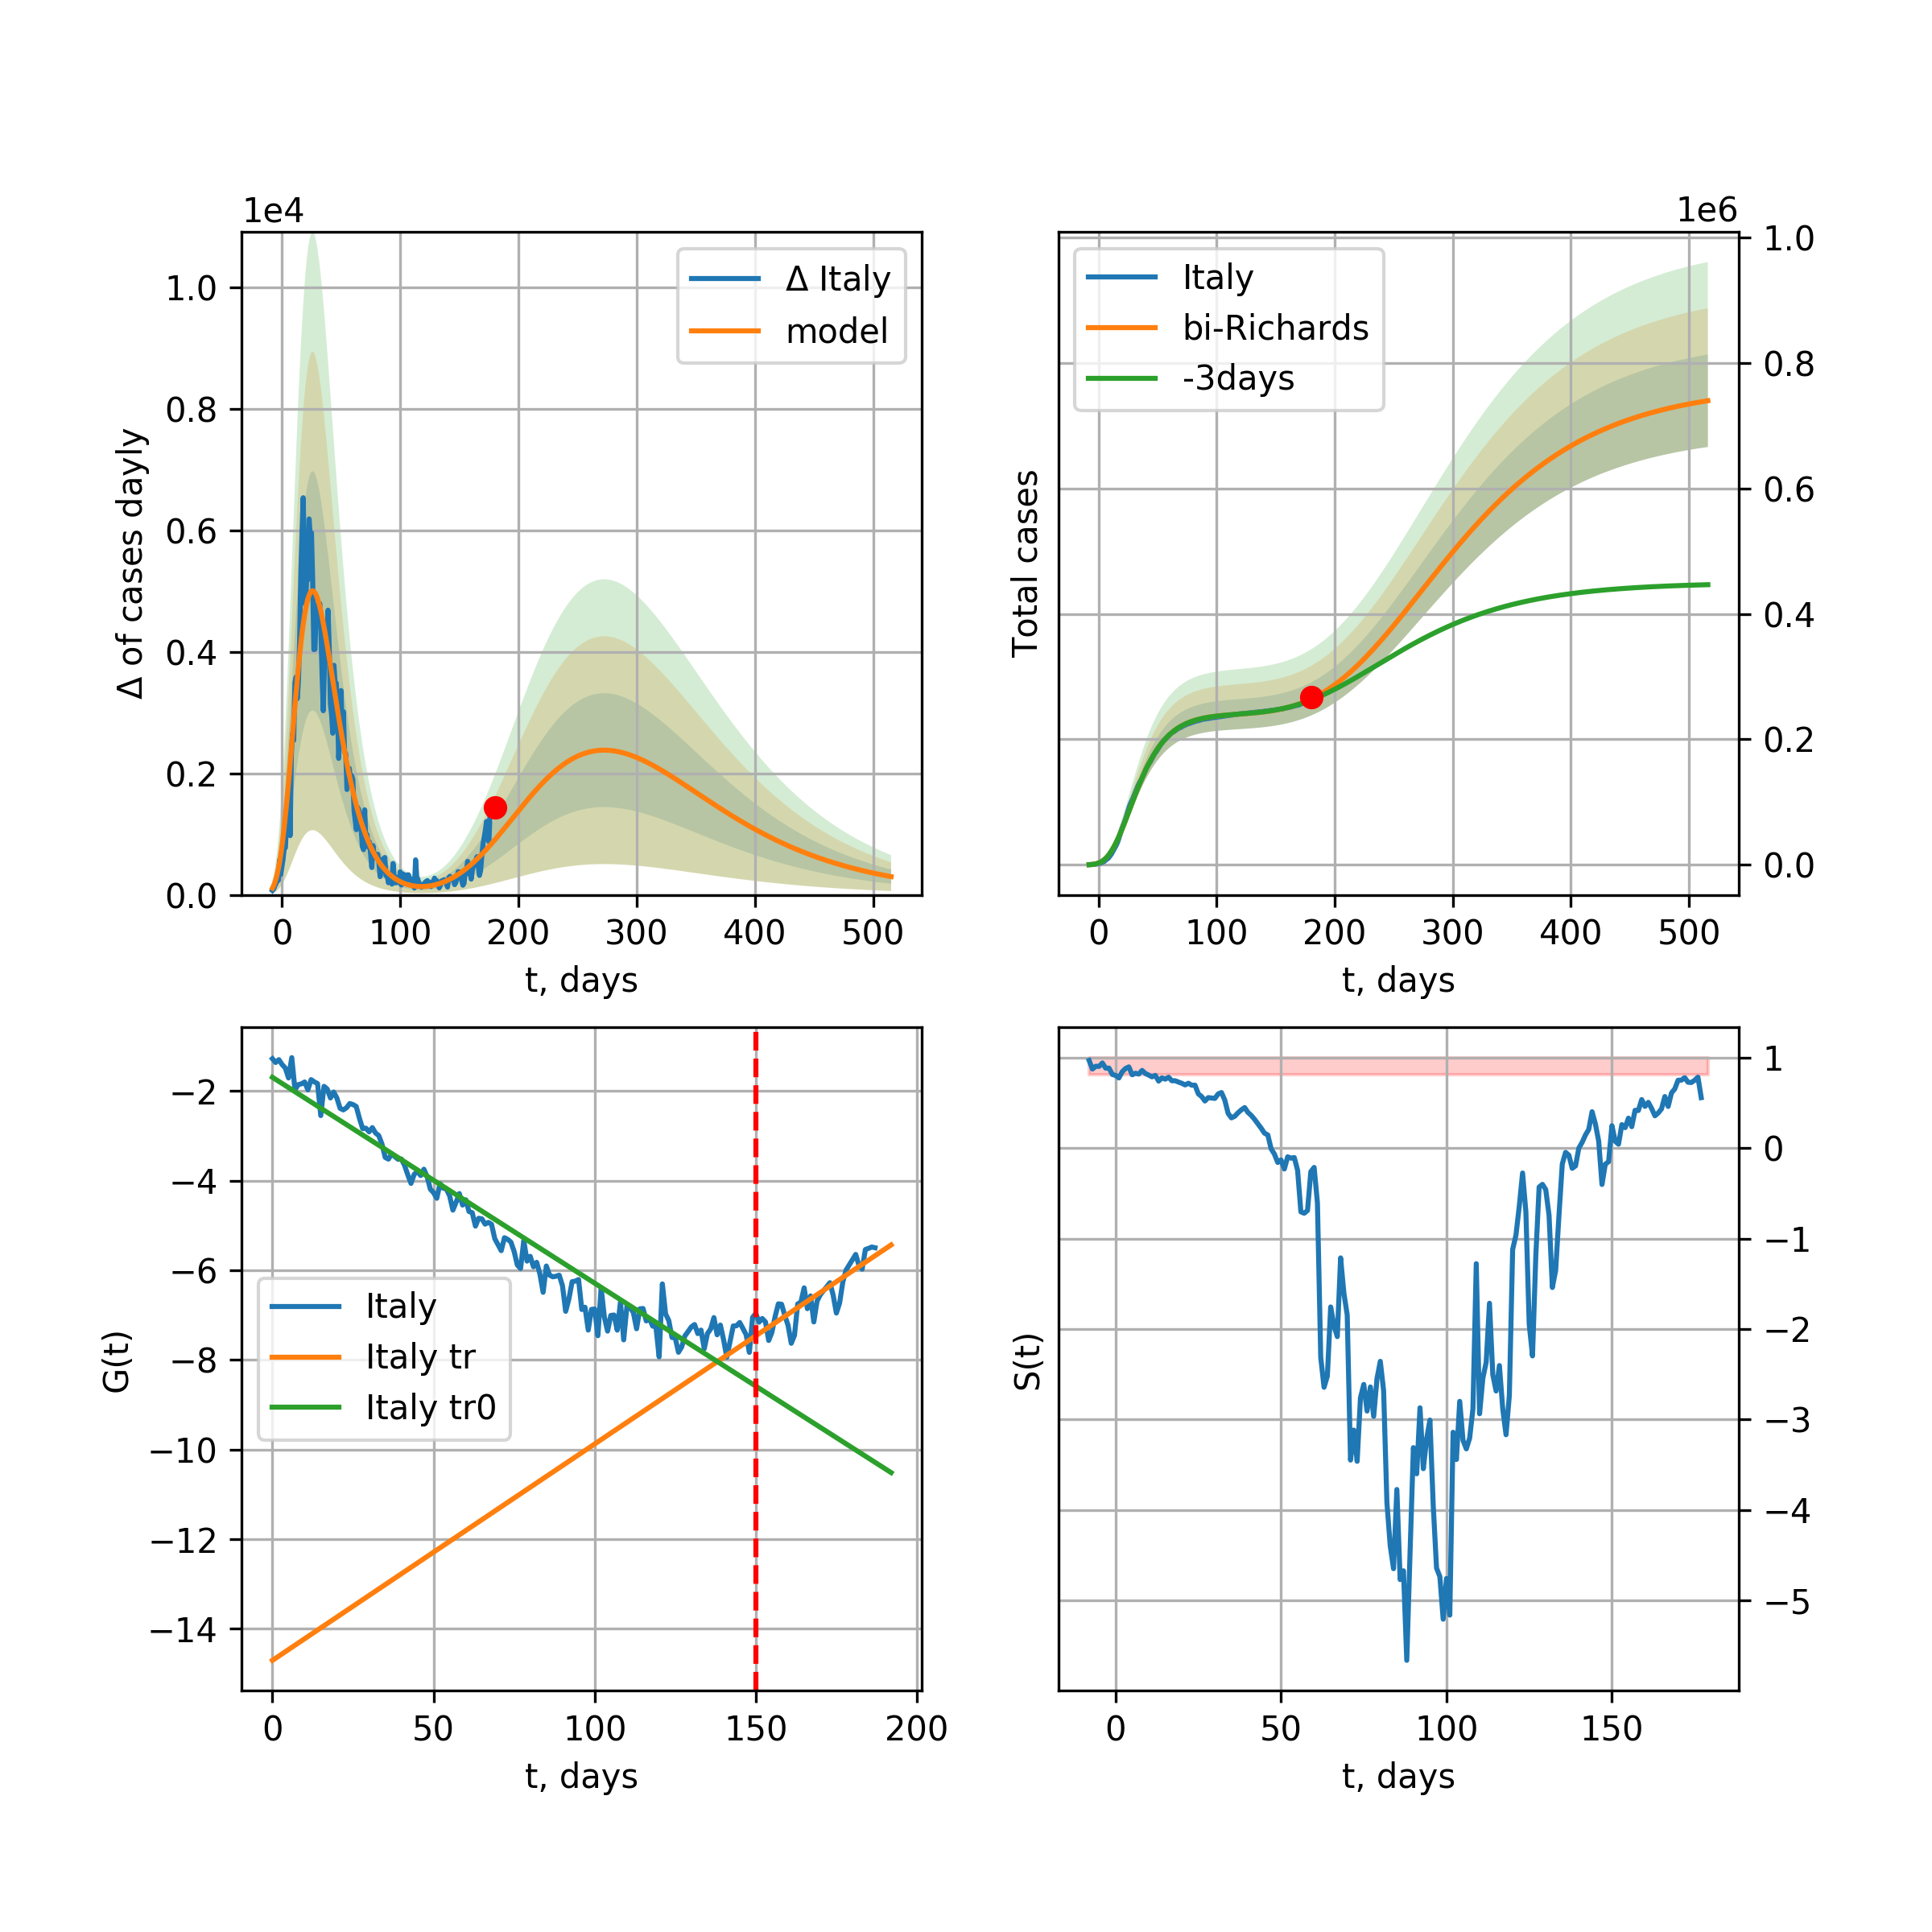 1e4
Δ of cases dayly
1.0
0.8
0.6
0.4
0.2
0.0
0 100 200 300 400 500
t, days
Δ Italy
model
1e6
Total cases
1.0
0.8
0.6
0.4
0.2
0.0
0 100 200 300 400 500
t, days
Italy
bi-Richards
-3days
G(t)
−2
−4
−6
−8
−10
−12
−14
0 50 100 150 200
t, days
Italy
Italy tr
Italy tr0
S(t)
1
0
−1
−2
−3
−4
−5
0 50 100 150
t, days